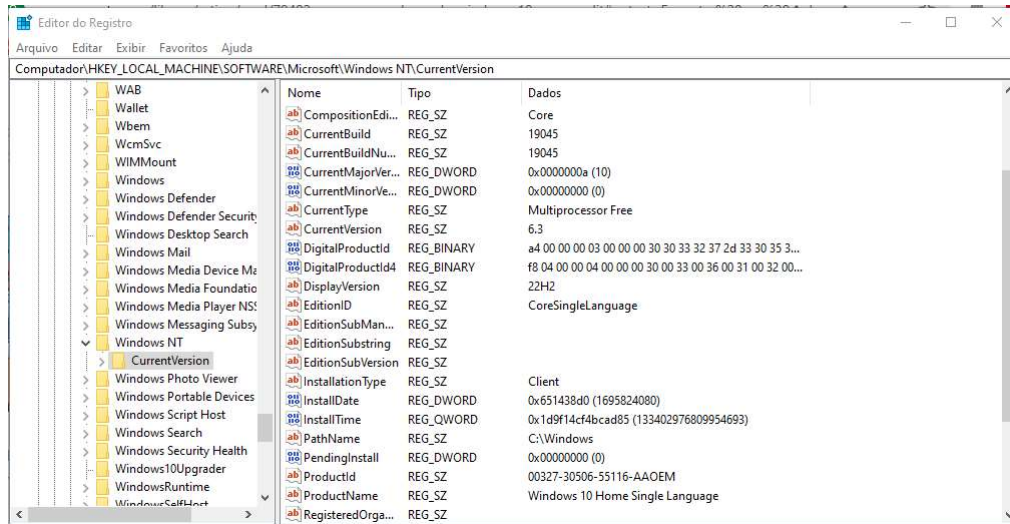 Editor do Registro
Arquivo Editar Exibir Favoritos Ajuda
Computador\HKEY_LOCAL_MACHINE\SOFTWARE\Microsoft\Windows NT\CurrentVersion
WAB
Wallet
Wbem
WcmSvc
WIMMount
Windows
Windows Defender
Windows Defender Security
Windows Desktop Search
Windows Mail
Windows Media Device Ma
Windows Media Foundatio
Windows Media Player NSS
Windows Messaging Subsy
Windows NT
CurrentVersion
Windows Photo Viewer
Windows Portable Devices
Windows Script Host
Windows Search
Windows Security Health
Windows10Upgrader
WindowsRuntime
WindowsSelfHost
Nome Tipo Dados
CompositionEdi... REG_SZ Core
CurrentBuild REG_SZ 19045
CurrentBuildNu... REG_SZ 19045
CurrentMajorVer... REG_DWORD 0x0000000a (10)
CurrentMinorVe... REG_DWORD 0x00000000 (0)
CurrentType REG_SZ Multiprocessor Free
CurrentVersion REG_SZ 6.3
DigitalProductId REG_BINARY a4 00 00 00 03 00 00 00 30 30 33 32 37 2d 33 30 35 3...
DigitalProductId4 REG_BINARY f8 04 00 00 04 00 00 00 30 00 33 00 36 00 31 00 32 00...
DisplayVersion REG_SZ 22H2
EditionID REG_SZ CoreSingleLanguage
EditionSubMan... REG_SZ
EditionSubstring REG_SZ
EditionSubVersion REG_SZ
InstallationType REG_SZ Client
InstallDate REG_DWORD 0x651438d0 (1695824080)
InstallTime REG_QWORD 0x1d9f14cf4bcad85 (133402976809954693)
PathName REG_SZ C:\Windows
PendingInstall REG_DWORD 0x00000000 (0)
ProductId REG_SZ 00327-30506-55116-AAOEM
ProductName REG_SZ Windows 10 Home Single Language
RegisteredOrga... REG_SZ